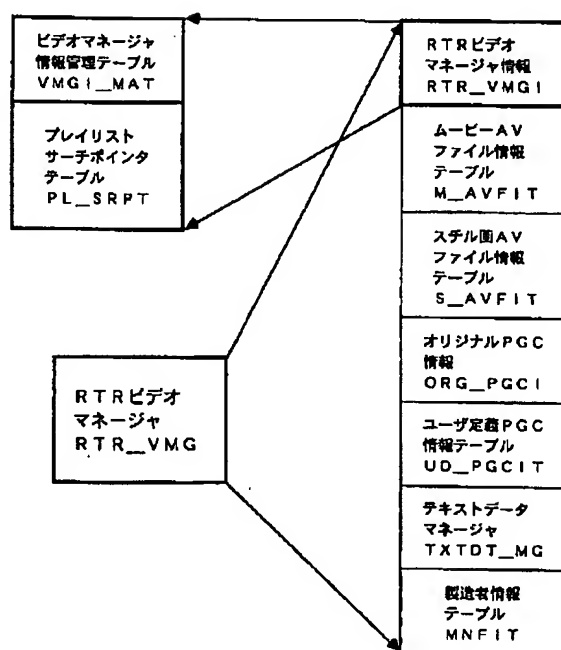 ビデオマネージャ
情報管理テーブル
VMGI_MAT
プレイリスト
サーチポインタ
テーブル
PL_SRPT
RTRビデオ
マネージャ
RTR_VMG
RTRビデオ
マネージャ情報
RTR_VMGI
ムービーAV
ファイル情報
テーブル
M_AVFIT
スチル画AV
ファイル情報
テーブル
S_AVFIT
オリジナルPGC
情報
ORG_PGCI
ユーザ定義PGC
情報テーブル
UD_PGCIT
テキストデータ
マネージャ
TXTDT_MG
製造者情報
テーブル
MNFIT